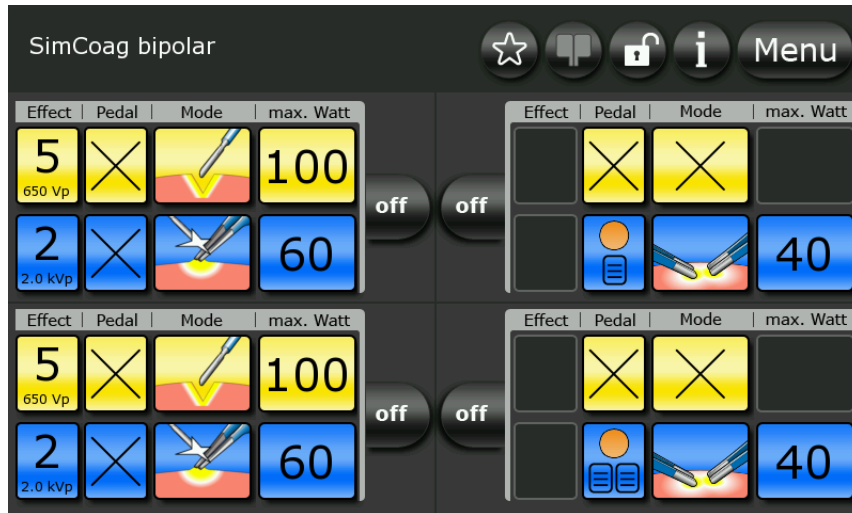 SimCoag bipolar
i Menu
Effect Pedal Mode max. Watt
5
650 Vp
100
2
2.0 kVp
60
off
off
Effect Pedal Mode max. Watt
40
Effect Pedal Mode max. Watt
5
650 Vp
100
2
2.0 kVp
60
off
off
Effect Pedal Mode max. Watt
40